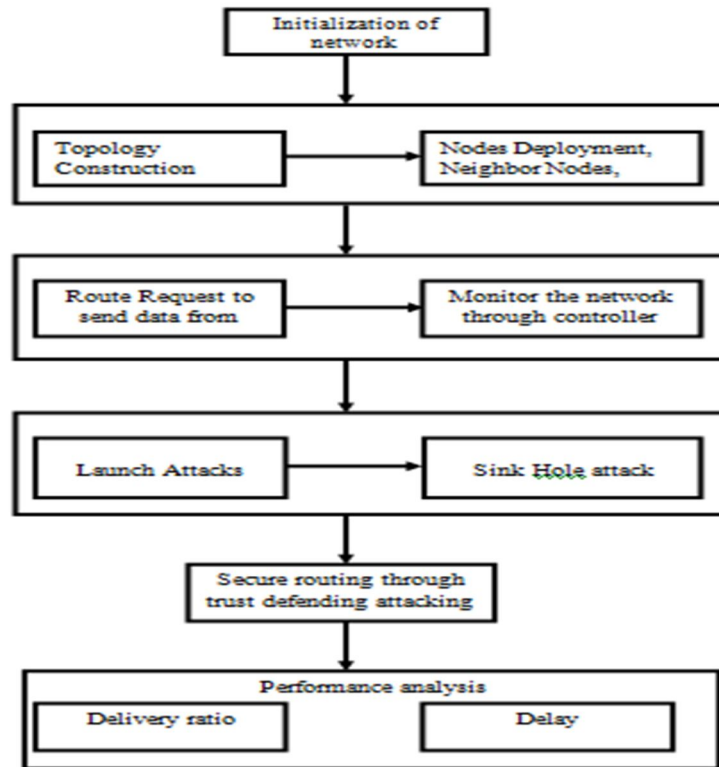 Initialization of
network
Topology
Construction
Nodes Deployment,
Neighbor Nodes,
Route Request to
send data from
Monitor the network
through controller
Launch Attacks
Sink Hole attack
Secure routing through
trust defending attacking
Performance analysis
Delivery ratio
Delay